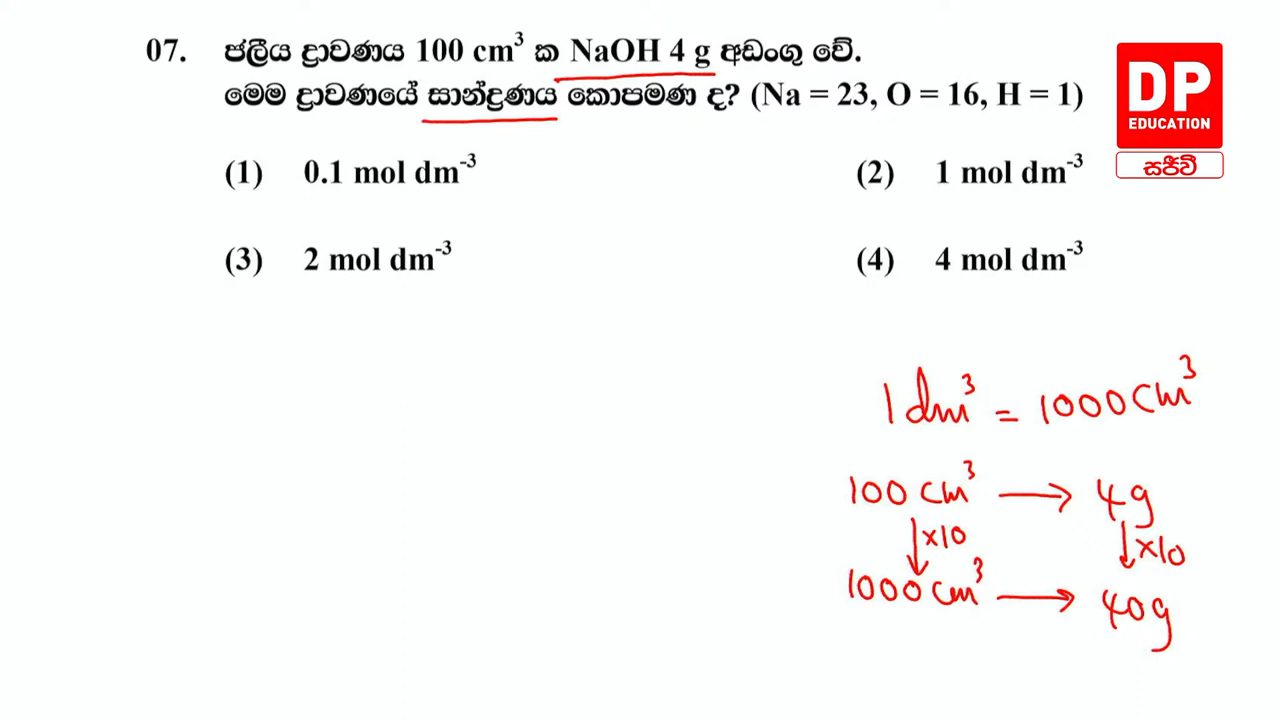 07. ජලීය ද්‍රාවණය 100 cm³ ක NaOH 4 g අඩංගු වේ.
මෙම ද්‍රාවණයේ සාන්ද්‍රණය කොපමණ ද? (Na = 23, O = 16, H = 1)
DP
EDUCATION
සජීවී
(1) 0.1 mol dm⁻³ (2) 1 mol dm⁻³
(3) 2 mol dm⁻³ (4) 4 mol dm⁻³
1 dm³ = 1000 cm³
100 cm³ → 4g
↓×10 ↓×10
1000 cm³ → 40g